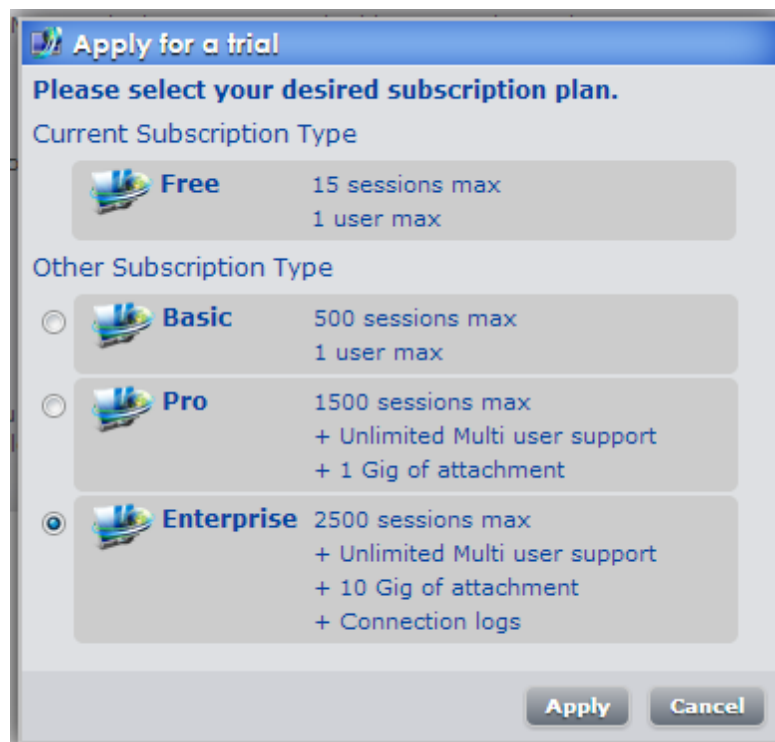 Apply for a trial
Please select your desired subscription plan.
Current Subscription Type
Free 15 sessions max
1 user max
Other Subscription Type
Basic 500 sessions max
1 user max
Pro 1500 sessions max
+ Unlimited Multi user support
+ 1 Gig of attachment
Enterprise 2500 sessions max
+ Unlimited Multi user support
+ 10 Gig of attachment
+ Connection logs
Apply Cancel